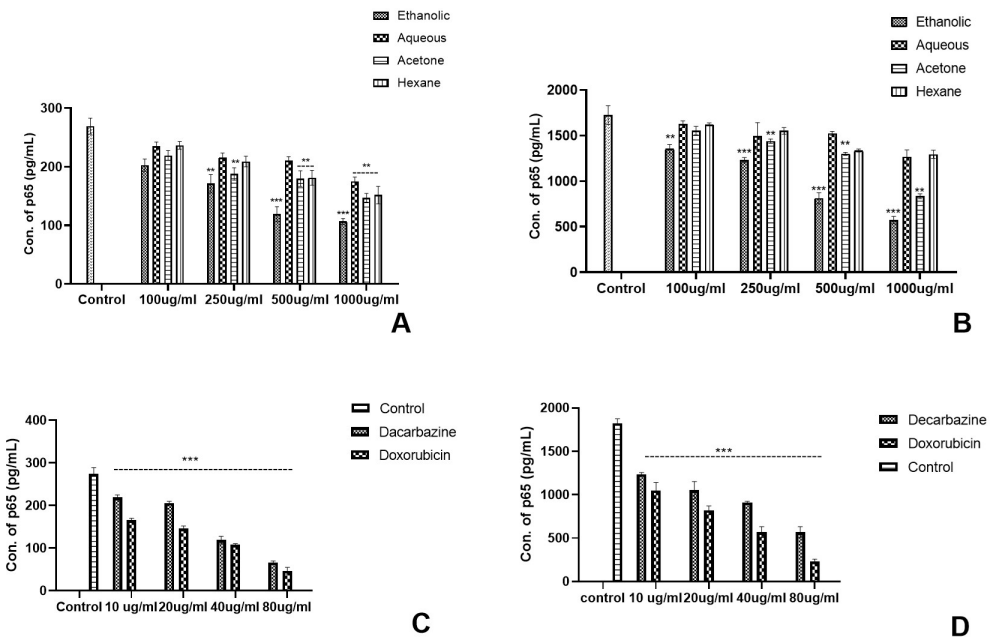 Ethanolic
Aqueous
Acetone
Hexane
Con. of p65 (pg/mL)
300
200
100
0
**
**
***
**
***
**
Control 100ug/ml 250ug/ml 500ug/ml 1000ug/ml
A
Ethanolic
Aqueous
Acetone
Hexane
Con. of p65 (pg/mL)
2000
1500
1000
500
0
**
***
**
***
**
***
**
Control 100ug/ml 250ug/ml 500ug/ml 1000ug/ml
B
Control
Dacarbazine
Doxorubicin
Con. of p65 (pg/mL)
400
300
200
100
0
***
Control 10 ug/ml 20ug/ml 40ug/ml 80ug/ml
C
Decarbazine
Doxorubicin
Control
Con. of p65 (pg/mL)
2000
1500
1000
500
0
***
control 10 ug/ml 20ug/ml 40ug/ml 80ug/ml
D